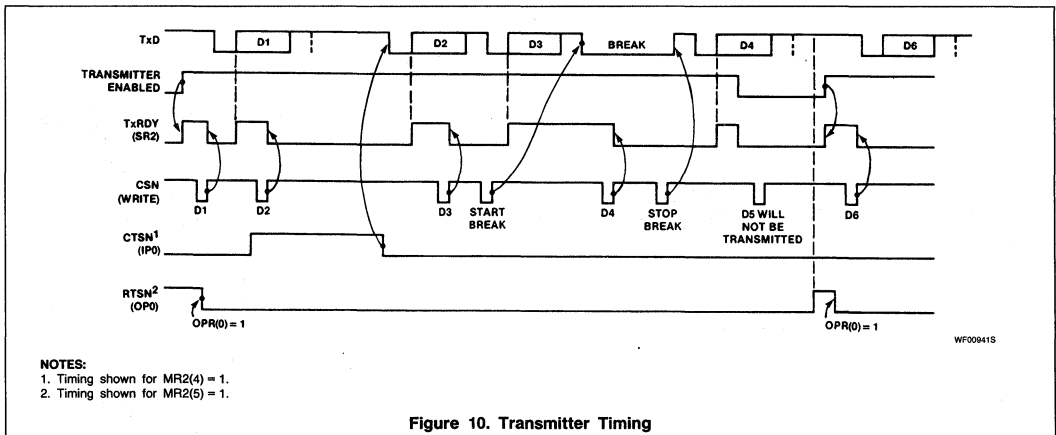 TxD
D1
D2
D3
BREAK
D4
D6
TRANSMITTER
ENABLED
TxRDY
(SR2)
CSN
(WRITE)
D1
D2
D3
START
BREAK
D4
STOP
BREAK
D5 WILL
NOT BE
TRANSMITTED
D6
CTSN1
(IP0)
RTSN2
(OP0)
OPR(0) = 1
OPR(0) = 1
WF00941S
NOTES:
1. Timing shown for MR2(4) = 1.
2. Timing shown for MR2(5) = 1.
Figure 10. Transmitter Timing